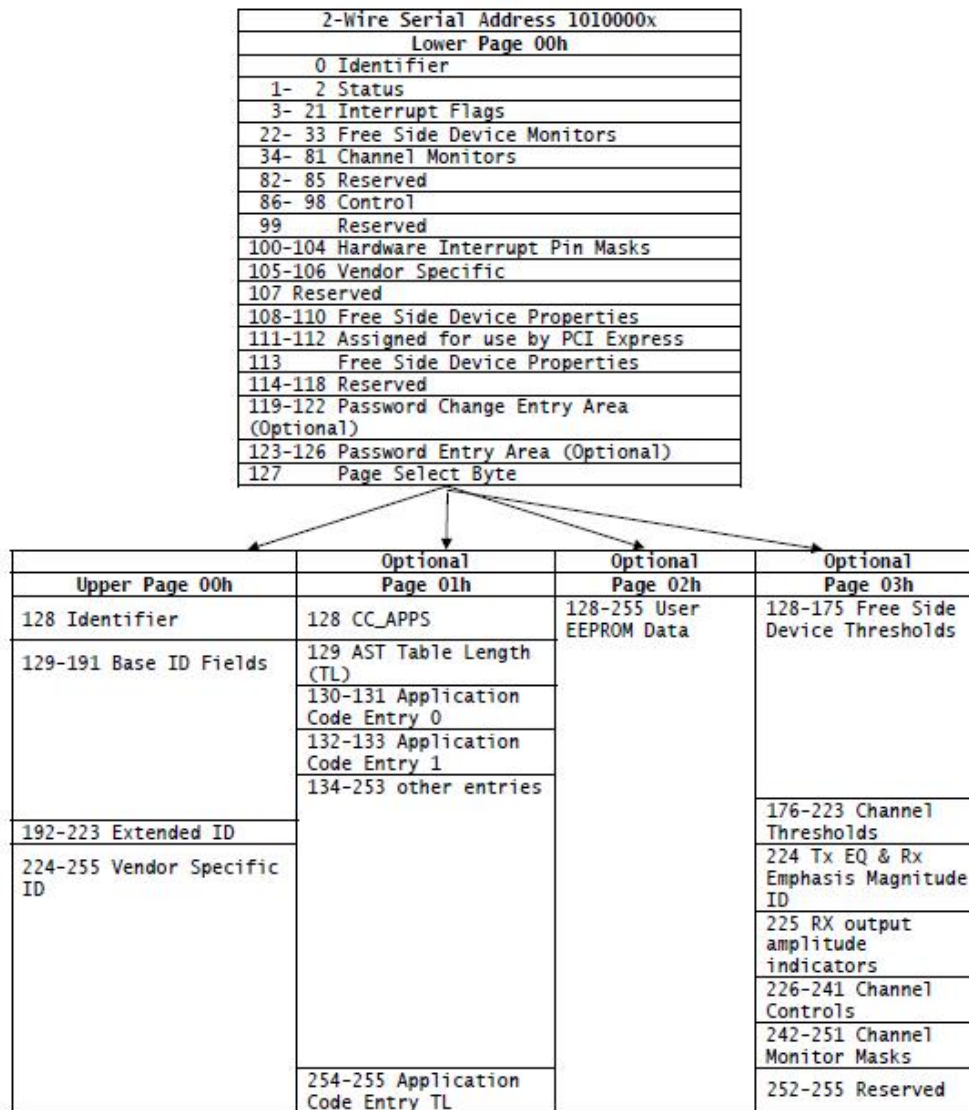 2-Wire Serial Address 1010000x
Lower Page 00h
0 Identifier
1- 2 Status
3- 21 Interrupt Flags
22- 33 Free Side Device Monitors
34- 81 Channel Monitors
82- 85 Reserved
86- 98 Control
99 Reserved
100-104 Hardware Interrupt Pin Masks
105-106 Vendor Specific
107 Reserved
108-110 Free Side Device Properties
111-112 Assigned for use by PCI Express
113 Free Side Device Properties
114-118 Reserved
119-122 Password Change Entry Area
(Optional)
123-126 Password Entry Area (Optional)
127 Page Select Byte
Upper Page 00h
128 Identifier
129-191 Base ID Fields
192-223 Extended ID
224-255 Vendor Specific
ID
Optional
Page 01h
128 CC_APPS
129 AST Table Length
(TL)
130-131 Application
Code Entry 0
132-133 Application
Code Entry 1
134-253 other entries
254-255 Application
Code Entry TL
Optional
Page 02h
128-255 User
EEPROM Data
Optional
Page 03h
128-175 Free Side
Device Thresholds
176-223 Channel
Thresholds
224 Tx EQ & Rx
Emphasis Magnitude
ID
225 RX output
amplitude
indicators
226-241 Channel
Controls
242-251 Channel
Monitor Masks
252-255 Reserved